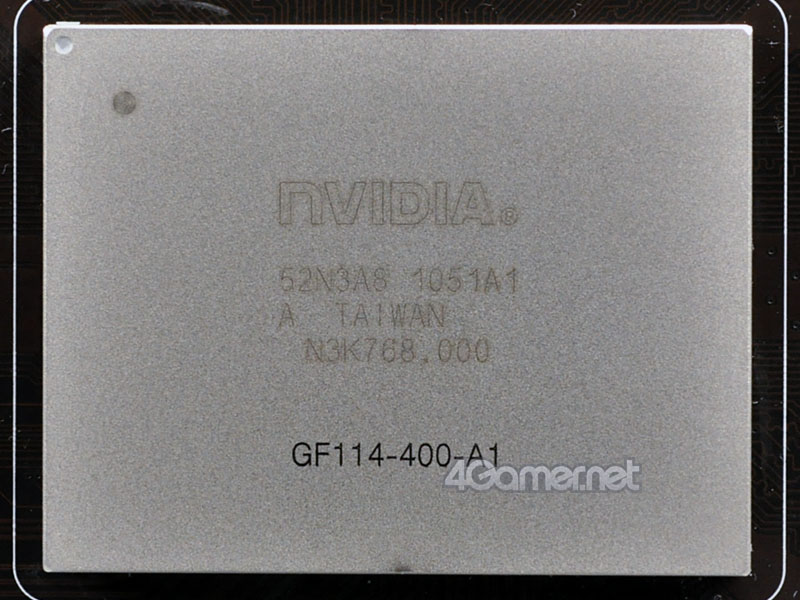 NVIDIA®
52N3A8 1051A1
A TAIWAN
N3K768.000
GF114-400-A1
4Gamer.net